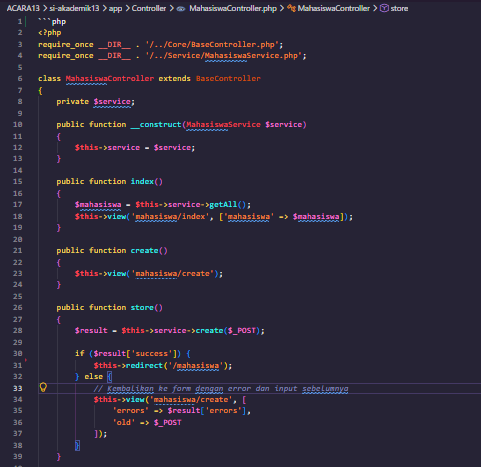 ACARA13 > si-akademik13 > app > Controller > MahasiswaController.php > MahasiswaController > store
1 ```php
2 <?php
3 require_once __DIR__ . '/../Core/BaseController.php';
4 require_once __DIR__ . '/../Service/MahasiswaService.php';
5
6 class MahasiswaController extends BaseController
7 {
8     private $service;
9
10     public function __construct(MahasiswaService $service)
11     {
12         $this->service = $service;
13     }
14
15     public function index()
16     {
17         $mahasiswa = $this->service->getAll();
18         $this->view('mahasiswa/index', ['mahasiswa' => $mahasiswa]);
19     }
20
21     public function create()
22     {
23         $this->view('mahasiswa/create');
24     }
25
26     public function store()
27     {
28         $result = $this->service->create($_POST);
29
30         if ($result['success']) {
31             $this->redirect('/mahasiswa');
32         } else {
33             // Kembalikan ke form dengan error dan input sebelumnya
34             $this->view('mahasiswa/create', [
35                 'errors' => $result['errors'],
36                 'old' => $_POST
37             ]);
38         }
39     }